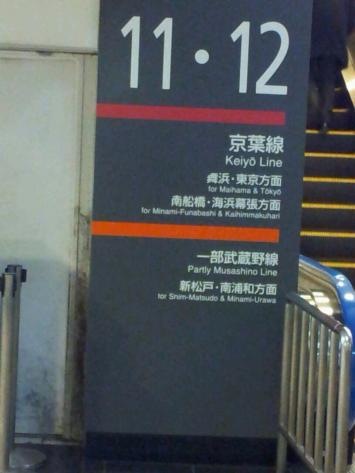 11・12
京葉線
Keiyō Line
舞浜・東京方面
for Maihama & Tōkyō
南船橋・海浜幕張方面
for Minami-Funabashi & Kaihimmakuhari
一部武蔵野線
Partly Musashino Line
新松戸・南浦和方面
for Shim-Matsudo & Minami-Urawa